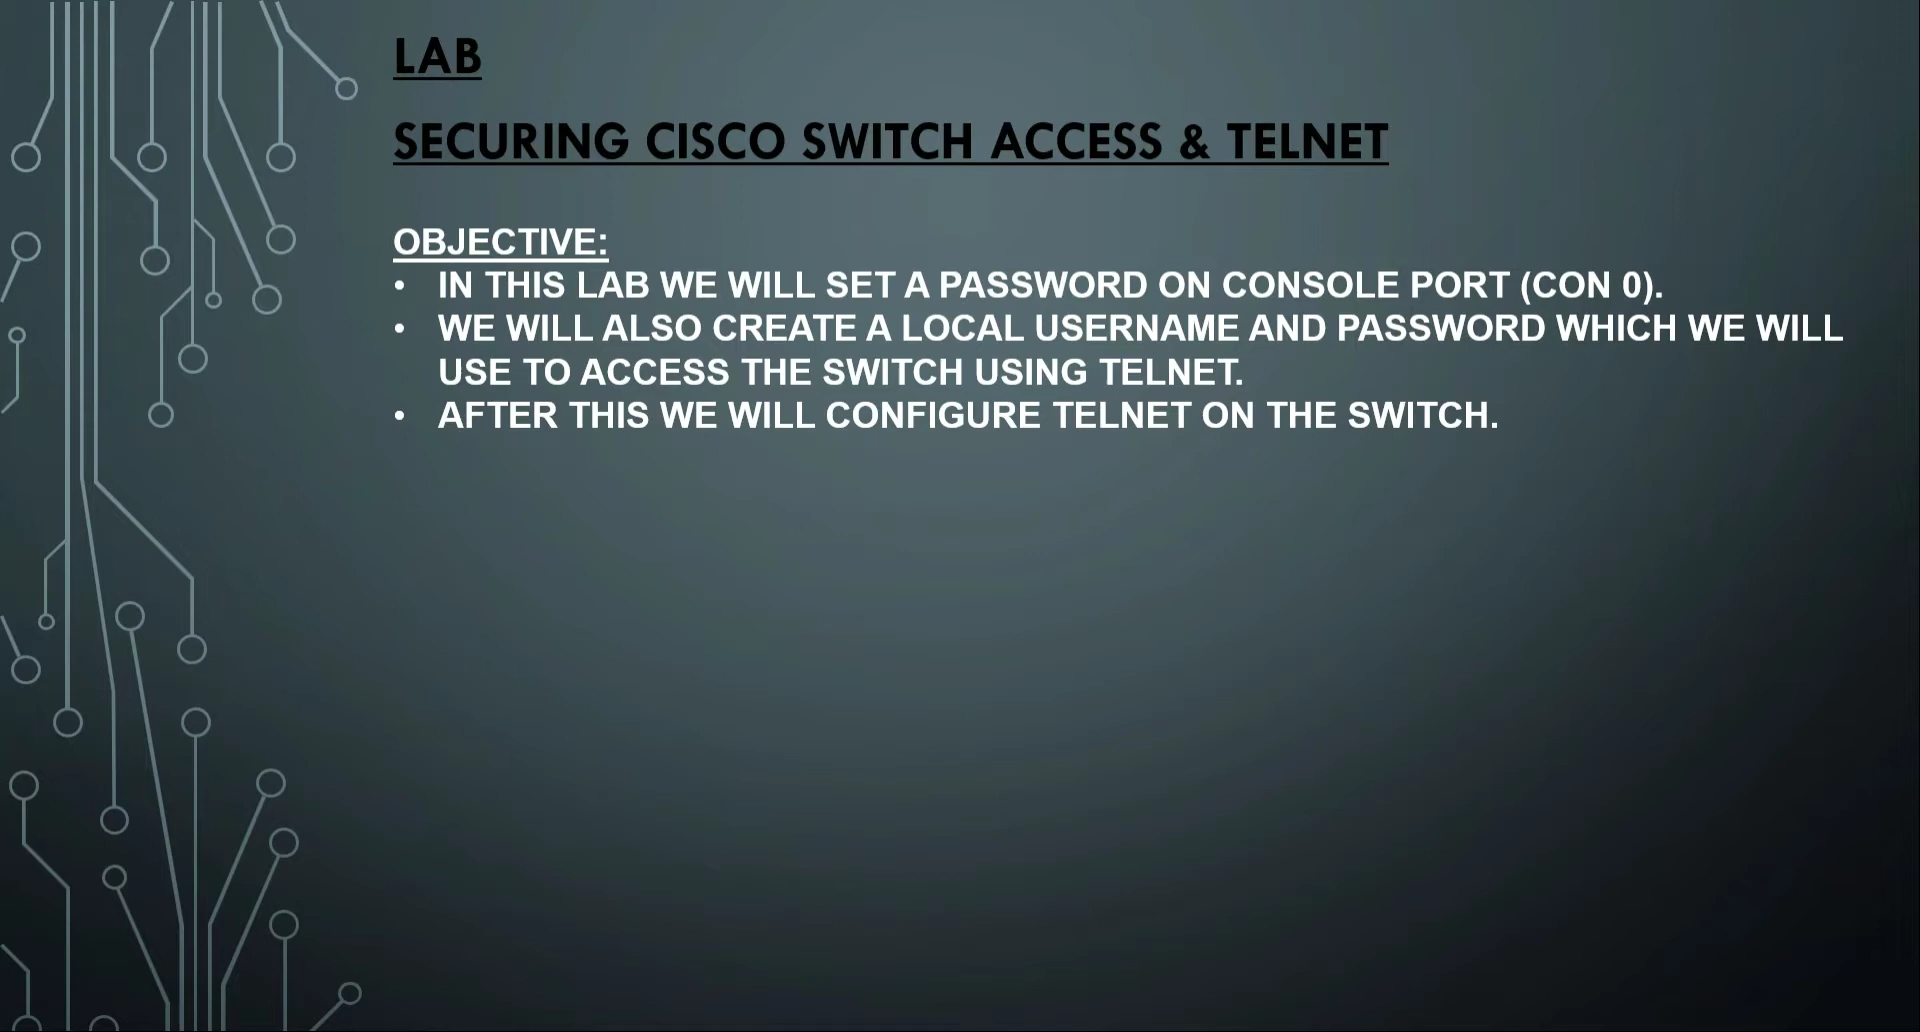 LAB
SECURING CISCO SWITCH ACCESS & TELNET
OBJECTIVE:
• IN THIS LAB WE WILL SET A PASSWORD ON CONSOLE PORT (CON 0).
• WE WILL ALSO CREATE A LOCAL USERNAME AND PASSWORD WHICH WE WILL
USE TO ACCESS THE SWITCH USING TELNET.
• AFTER THIS WE WILL CONFIGURE TELNET ON THE SWITCH.